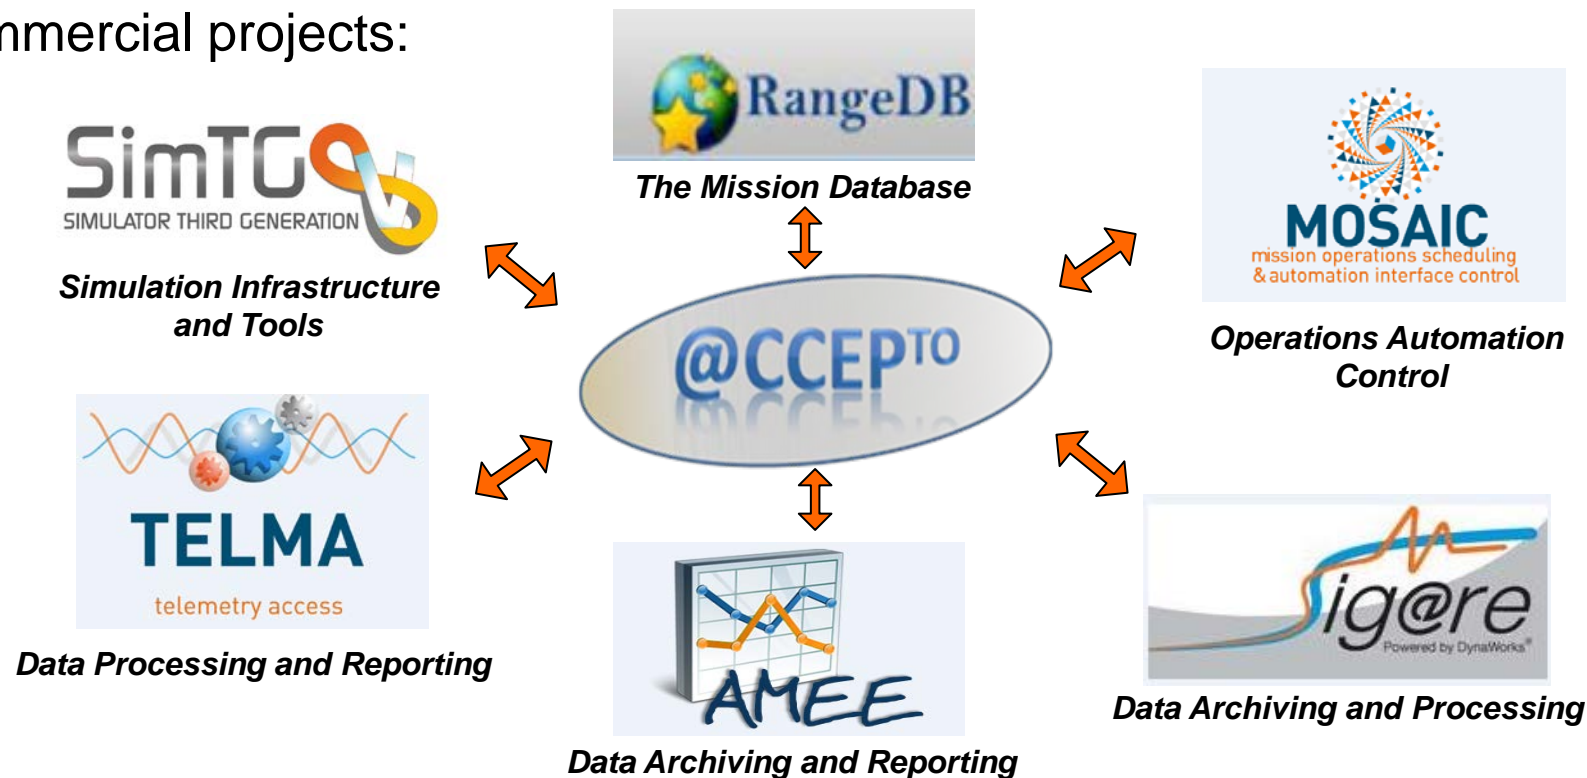 mmercial projects:
RangeDB
The Mission Database
SimTG
SIMULATOR THIRD GENERATION
Simulation Infrastructure
and Tools
MOSAIC
mission operations scheduling
& automation interface control
Operations Automation
Control
@CCEPTO
TELMA
telemetry access
Data Processing and Reporting
AMEE
Data Archiving and Reporting
Sig@re
Powered by DynaWorks®
Data Archiving and Processing